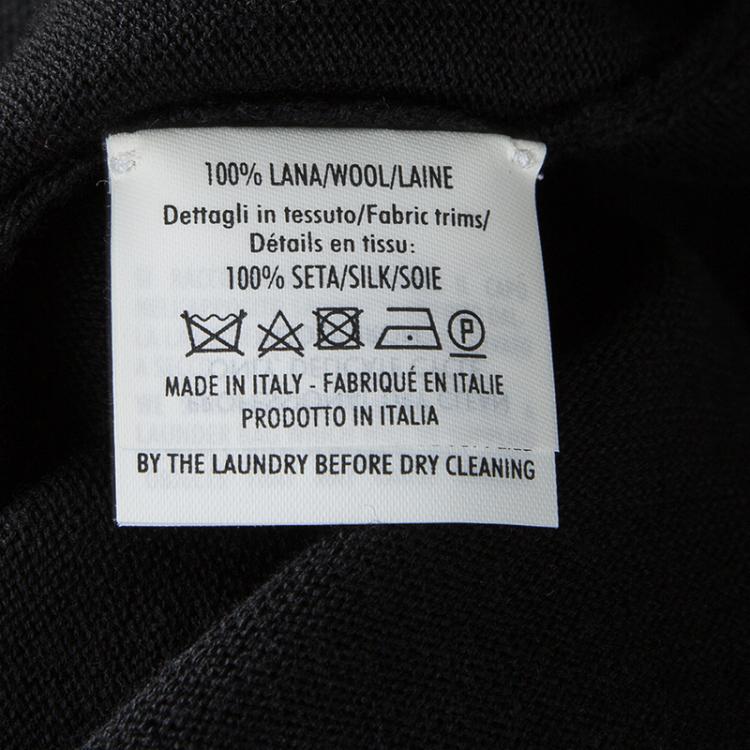 100% LANA/WOOL/LAINE
Dettagli in tessuto/Fabric trims/
Détails en tissu:
100% SETA/SILK/SOIE
P
MADE IN ITALY - FABRIQUÉ EN ITALIE
PRODOTTO IN ITALIA
BY THE LAUNDRY BEFORE DRY CLEANING